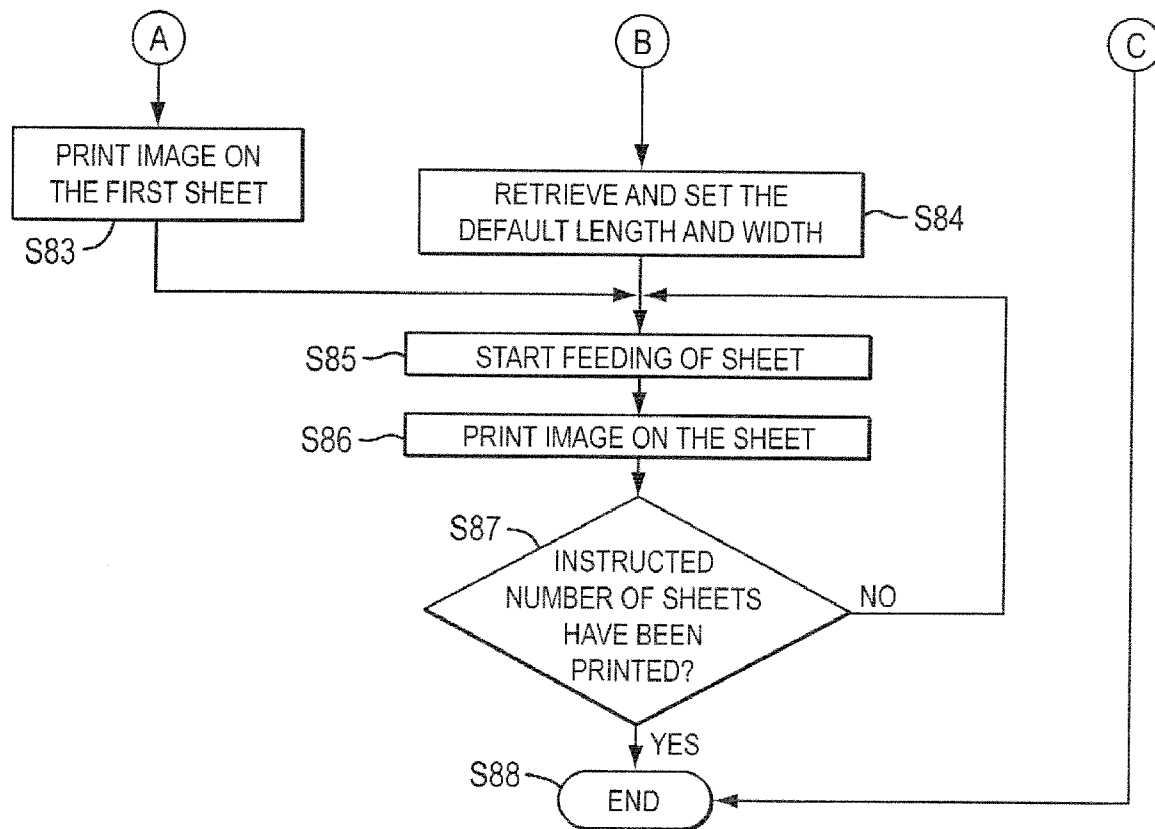 A
B
C
PRINT IMAGE ON
THE FIRST SHEET
S83
RETRIEVE AND SET THE
DEFAULT LENGTH AND WIDTH
S84
S85
START FEEDING OF SHEET
S86
PRINT IMAGE ON THE SHEET
S87
INSTRUCTED
NUMBER OF SHEETS
HAVE BEEN
PRINTED?
NO
YES
S88
END